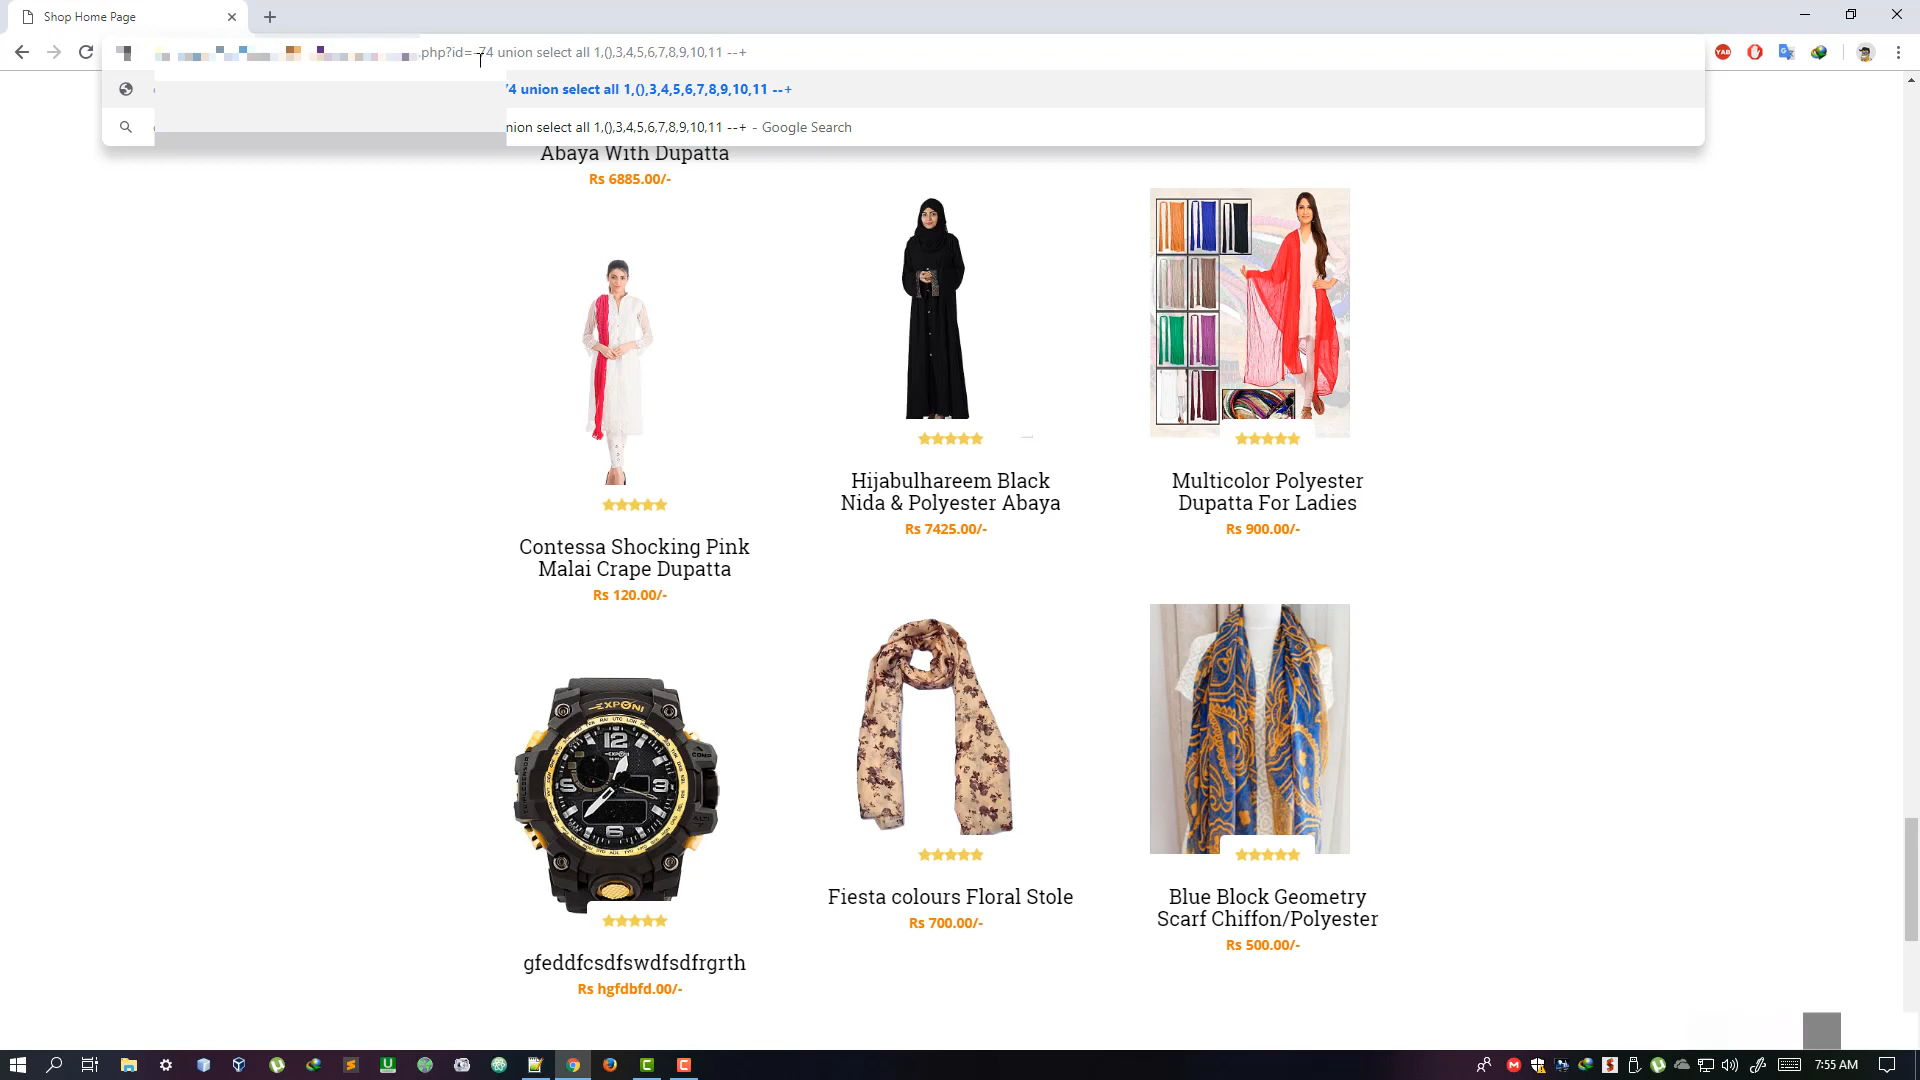 Shop Home Page
.php?id=-74 union select all 1,(),3,4,5,6,7,8,9,10,11 --+
74 union select all 1,(),3,4,5,6,7,8,9,10,11 --+
nion select all 1,(),3,4,5,6,7,8,9,10,11 --+ - Google Search
Abaya With Dupatta
Rs 6885.00/-
Contessa Shocking Pink
Malai Crape Dupatta
Rs 120.00/-
Hijabulhareem Black
Nida & Polyester Abaya
Rs 7425.00/-
Multicolor Polyester
Dupatta For Ladies
Rs 900.00/-
EXPONI
12
3
6
gfeddfcsdfswdfsdfrgrth
Rs hgfdbfd.00/-
Fiesta colours Floral Stole
Rs 700.00/-
Blue Block Geometry
Scarf Chiffon/Polyester
Rs 500.00/-
7:55 AM